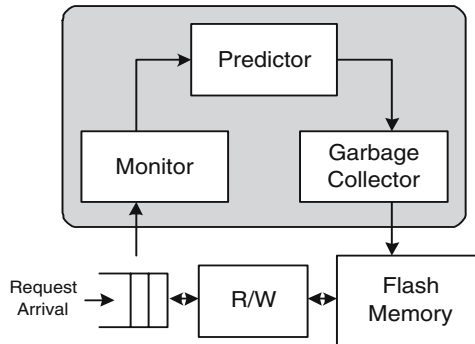 Predictor
Monitor
Garbage
Collector
Request
Arrival
R/W
Flash
Memory